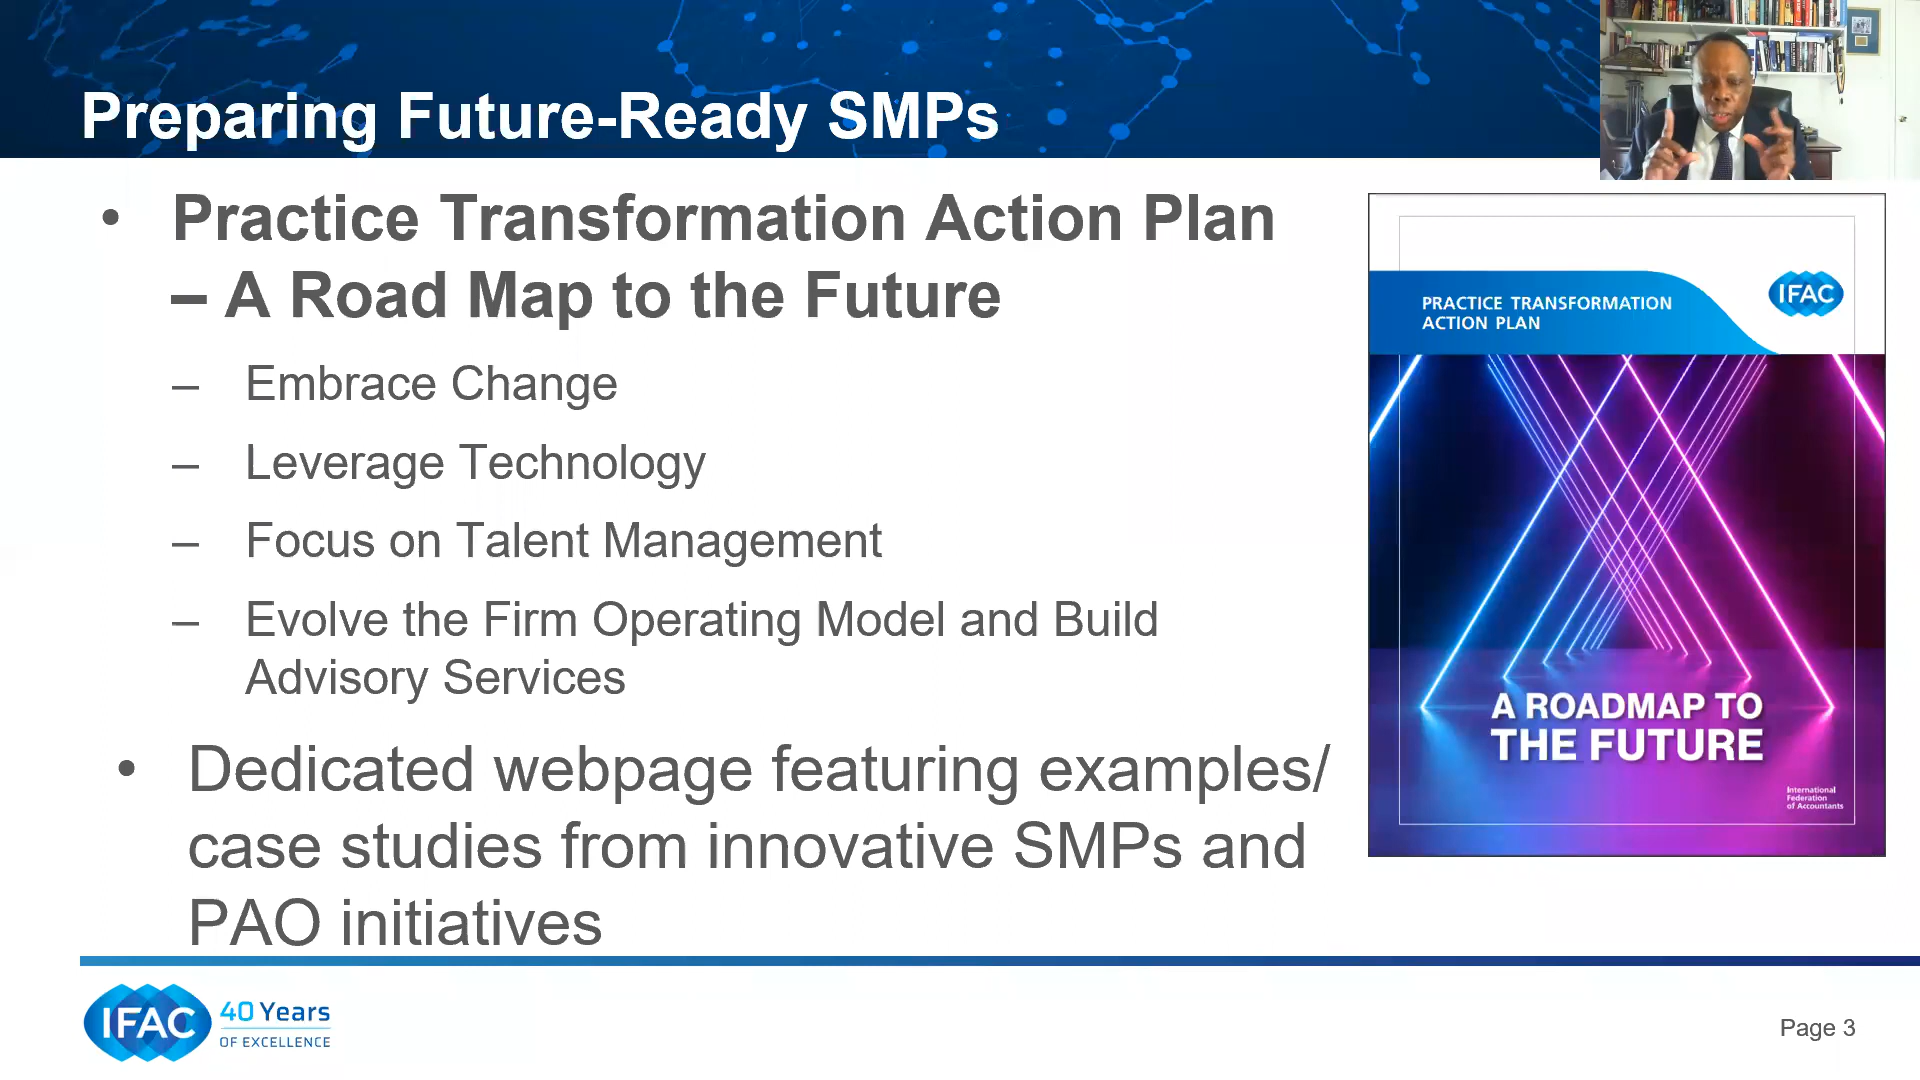 Preparing Future-Ready SMPs
• Practice Transformation Action Plan
– A Road Map to the Future
– Embrace Change
– Leverage Technology
– Focus on Talent Management
– Evolve the Firm Operating Model and Build
Advisory Services
• Dedicated webpage featuring examples/
case studies from innovative SMPs and
PAO initiatives
PRACTICE TRANSFORMATION
ACTION PLAN
IFAC
A ROADMAP TO
THE FUTURE
International
Federation
of Accountants
IFAC
40 Years
OF EXCELLENCE
Page 3